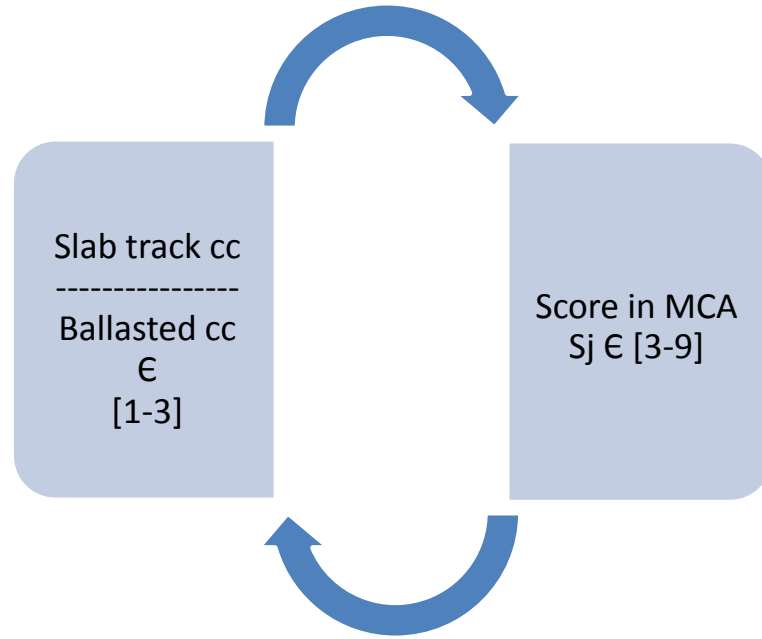 Slab track cc
----------------
Ballasted cc
Є
[1-3]
Score in MCA
Sj Є [3-9]